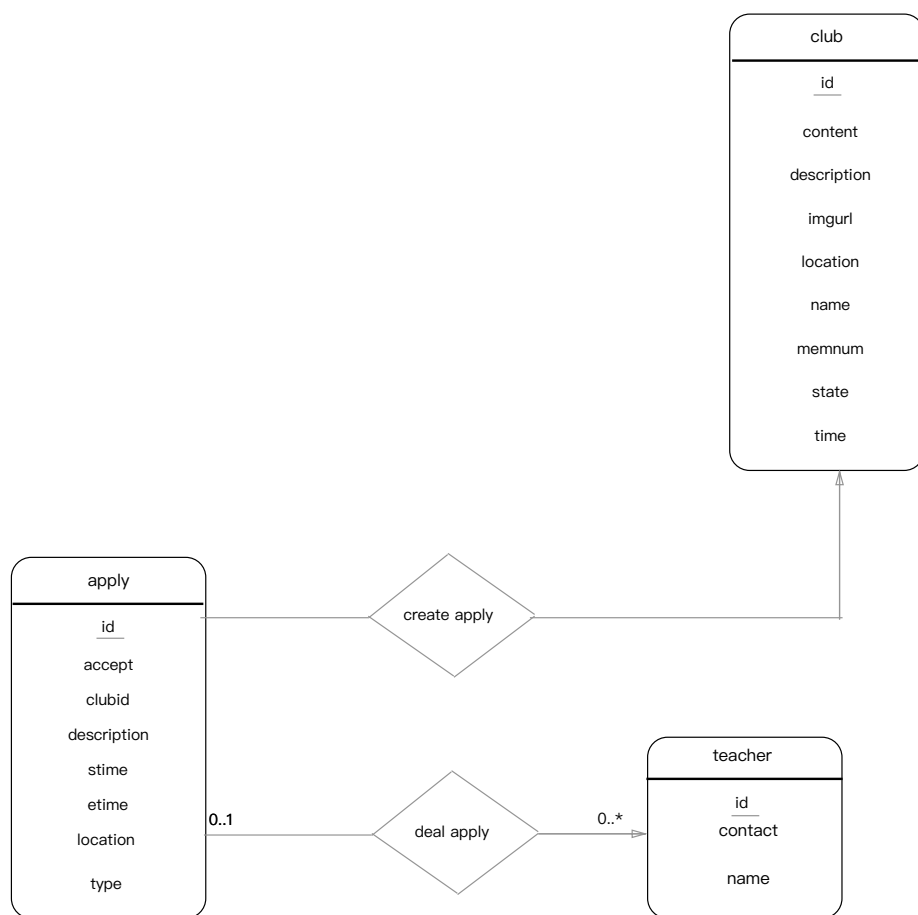 club
id
content
description
imgurl
location
name
memnum
state
time
apply
id
accept
clubid
description
stime
etime
location
type
create apply
0..1
deal apply
0..*
teacher
id
contact
name